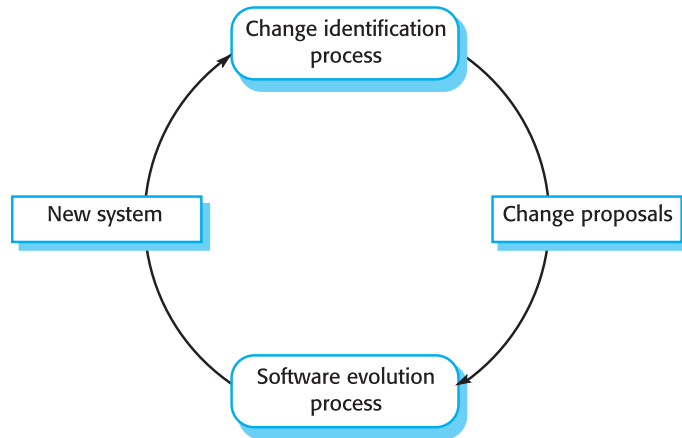 Change identification
process
New system
Change proposals
Software evolution
process